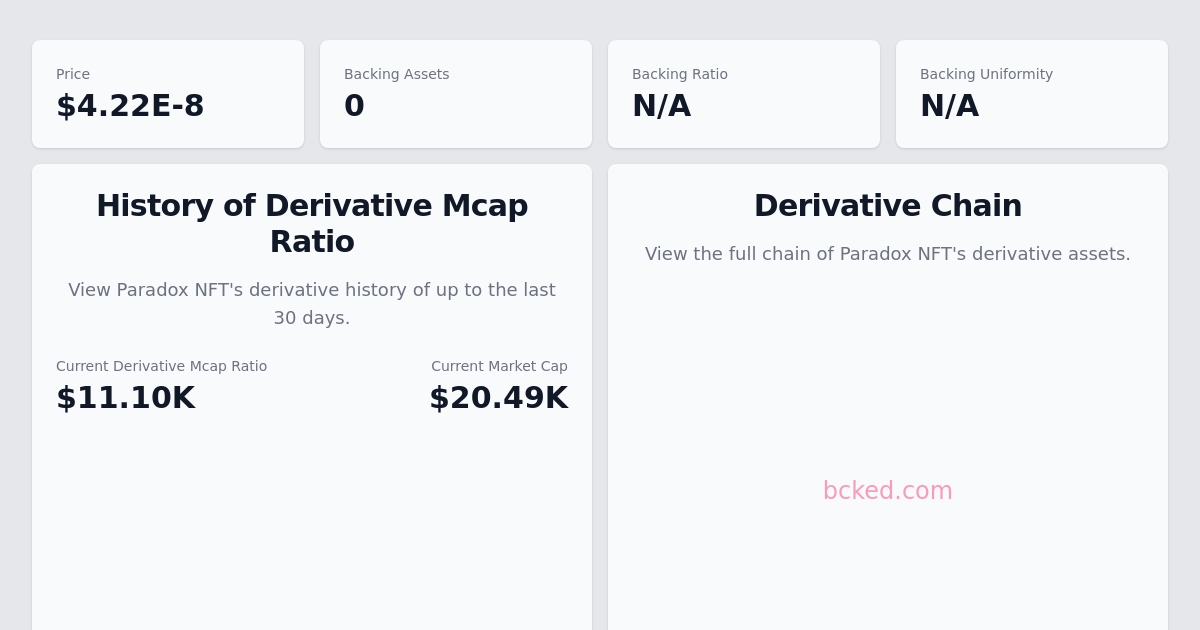 Price
$4.22E-8
Backing Assets
0
Backing Ratio
N/A
Backing Uniformity
N/A
History of Derivative Mcap
Ratio
View Paradox NFT's derivative history of up to the last
30 days.
Current Derivative Mcap Ratio
$11.10K
Current Market Cap
$20.49K
Derivative Chain
View the full chain of Paradox NFT's derivative assets.
bcked.com